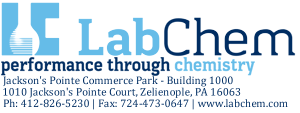 LabChem
performance through chemistry
Jackson's Pointe Commerce Park - Building 1000
1010 Jackson's Pointe Court, Zelienople, PA 16063
Ph: 412-826-5230 | Fax: 724-473-0647 | www.labchem.com